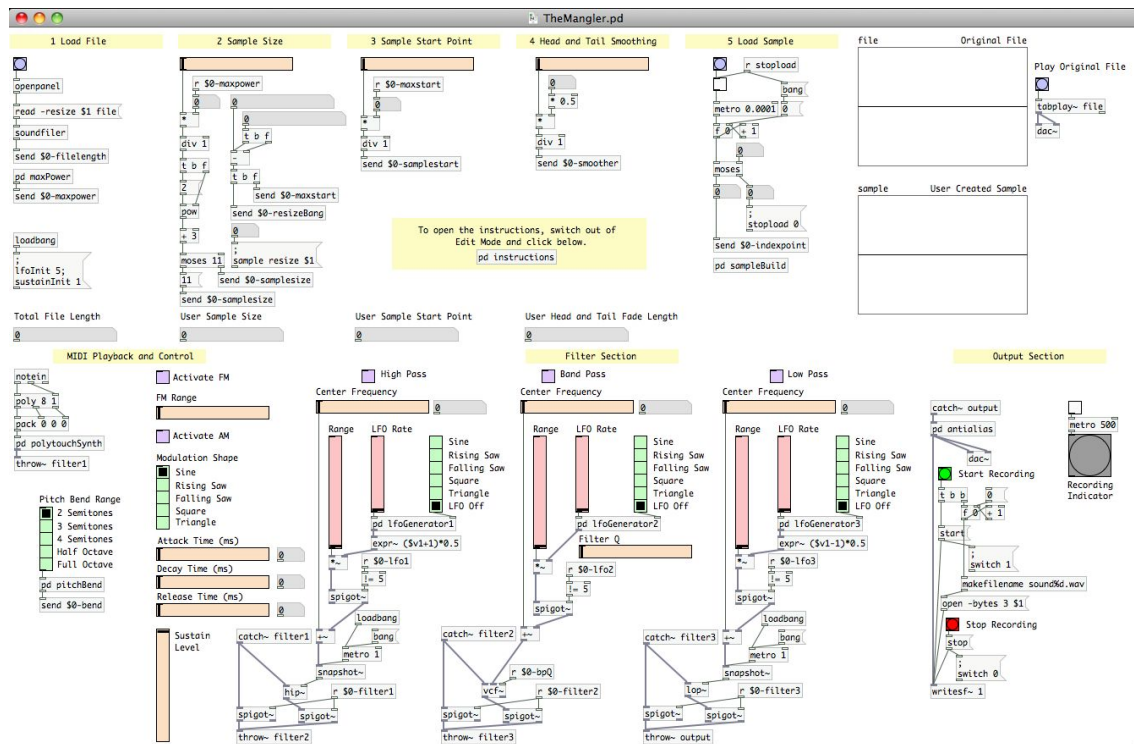 TheMangler.pd
1 Load File
openpanel
read -resize $1 file
soundfiler
send $0-filelength
pd maxPower
send $0-maxpower
loadbang
;
lfoInit 5;
sustainInit 1
Total File Length
0
2 Sample Size
r $0-maxpower
0
0
0
*
div 1
t b f
-
t b f
t b f
2
send $0-maxstart
pow
send $0-resizeBang
+ 3
0
;
sample resize $1
moses 11
11
send $0-samplesize
send $0-samplesize
User Sample Size
0
3 Sample Start Point
r $0-maxstart
0
*
div 1
send $0-samplestart
User Sample Start Point
0
4 Head and Tail Smoothing
0
* 0.5
*
div 1
send $0-smoother
User Head and Tail Fade Length
0
To open the instructions, switch out of
Edit Mode and click below.
pd instructions
5 Load Sample
r stopload
bang
metro 0.0001
0
f 0
+ 1
0
moses
0
0
;
stopload 0
send $0-indexpoint
pd sampleBuild
file
Original File
sample
User Created Sample
Play Original File
tabplay~ file
dac~
MIDI Playback and Control
notein
poly 8 1
pack 0 0 0
pd polytouchSynth
throw~ filter1
Pitch Bend Range
2 Semitones
3 Semitones
4 Semitones
Half Octave
Full Octave
pd pitchBend
send $0-bend
Activate FM
FM Range
Activate AM
Modulation Shape
Sine
Rising Saw
Falling Saw
Square
Triangle
Attack Time (ms)
0
Decay Time (ms)
0
Release Time (ms)
0
Sustain
Level
Filter Section
High Pass
Center Frequency
0
Range
LFO Rate
Sine
Rising Saw
Falling Saw
Square
Triangle
LFO Off
pd lfoGenerator1
expr~ ($v1+1)*0.5
*~
r $0-lfo1
!= 5
spigot~
loadbang
catch~ filter1
+~
bang
metro 1
snapshot~
hip~
r $0-filter1
spigot~
spigot~
throw~ filter2
Band Pass
Center Frequency
0
Range
LFO Rate
Sine
Rising Saw
Falling Saw
Square
Triangle
LFO Off
pd lfoGenerator2
Filter Q
*~
r $0-lfo2
!= 5
spigot~
catch~ filter2
+~
r $0-bpQ
vcf~
r $0-filter2
spigot~
spigot~
throw~ filter3
Low Pass
Center Frequency
0
Range
LFO Rate
Sine
Rising Saw
Falling Saw
Square
Triangle
LFO Off
pd lfoGenerator3
expr~ ($v1-1)*0.5
*~
r $0-lfo3
!= 5
spigot~
loadbang
catch~ filter3
+~
bang
metro 1
snapshot~
lop~
r $0-filter3
spigot~
spigot~
throw~ output
Output Section
catch~ output
pd antialias
dac~
Start Recording
t b b
0
f 0
+ 1
start
;
switch 1
makefilename sound%d.wav
open -bytes 3 $1
Stop Recording
stop
;
switch 0
writesf~ 1
metro 500
Recording
Indicator